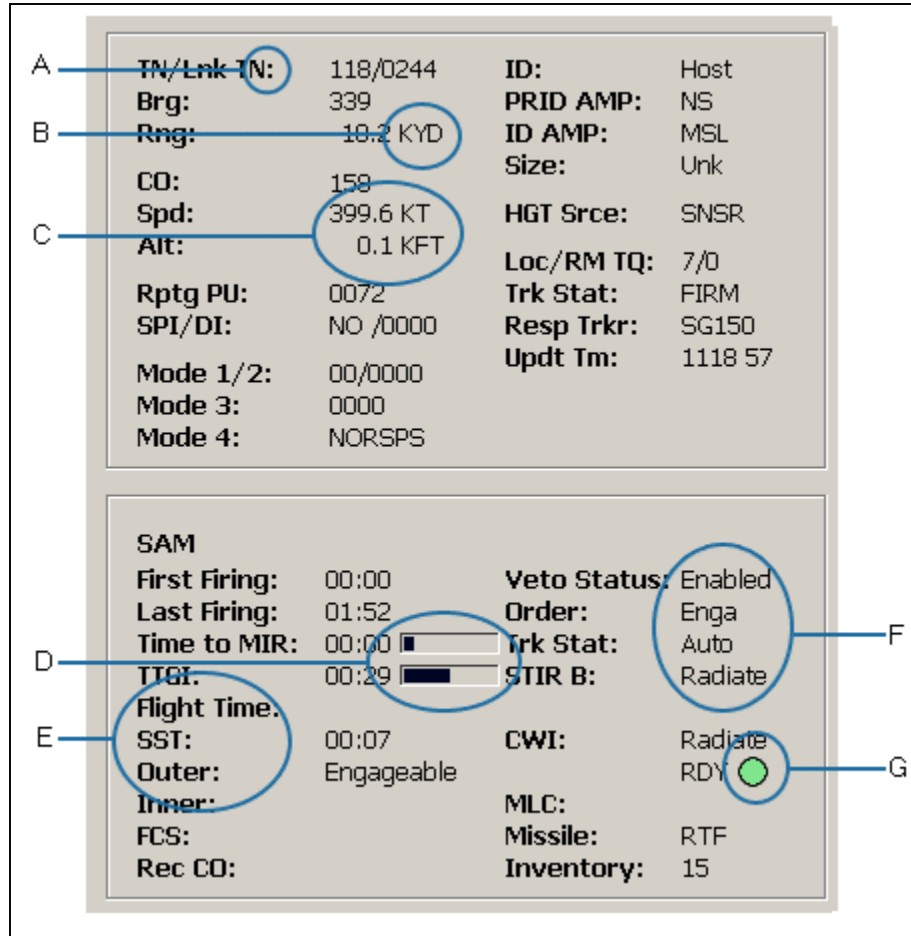 A
TN/Lnk TN: 118/0244 ID: Host
Brg: 339 PRID AMP: NS
B
Rng: 18.2 KYD ID AMP: MSL
Size: Unk
CO: 158
C
Spd: 399.6 KT HGT Srce: SNSR
Alt: 0.1 KFT
Loc/RM TQ: 7/0
Rptg PU: 0072 Trk Stat: FIRM
SPI/DI: NO /0000 Resp Trkr: SG150
Updt Tm: 1118 57
Mode 1/2: 00/0000
Mode 3: 0000
Mode 4: NORSPS
SAM
First Firing: 00:00 Veto Status: Enabled
Last Firing: 01:52 Order: Enga
Time to MIR: 00:00 Trk Stat: Auto
F
D
TTGI: 00:29 STIR B: Radiate
Flight Time:
E
SST: 00:07 CWI: Radiate
Outer: Engageable RDY
G
Inner: MLC:
FCS: Missile: RTF
Rec CO: Inventory: 15